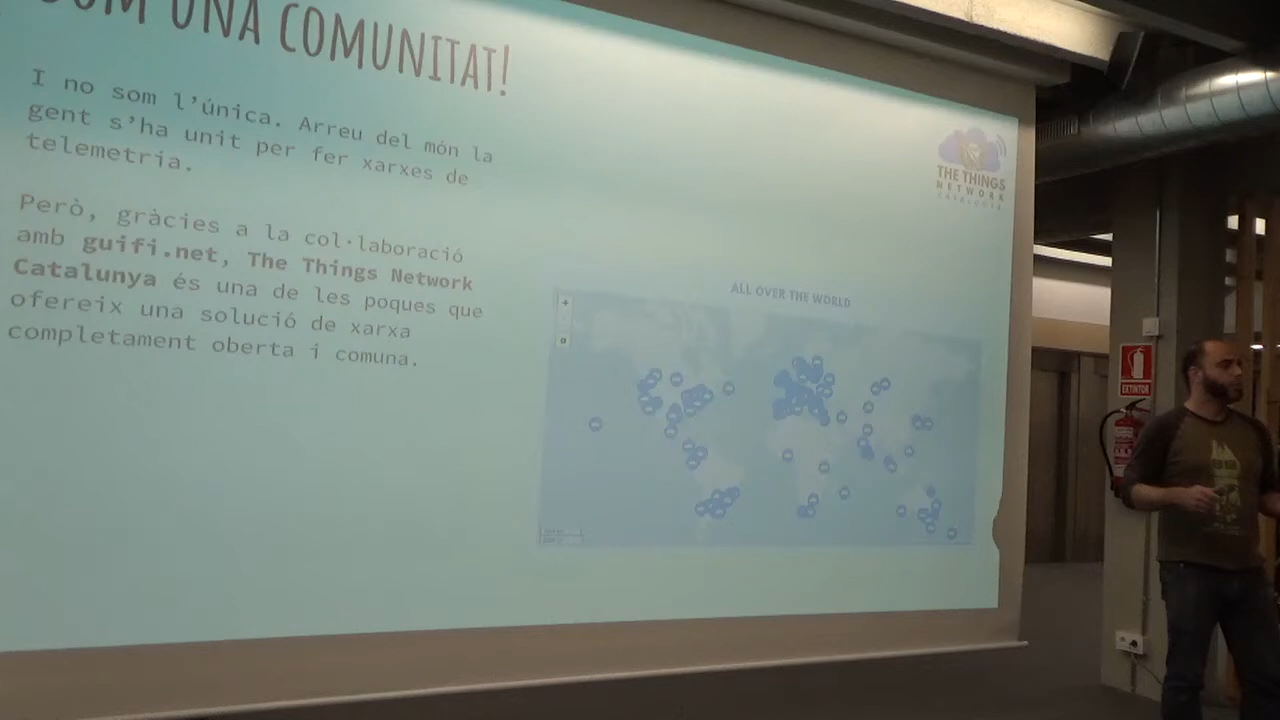 SOM UNA COMUNITAT!
I no som l'única. Arreu del món la
gent s'ha unit per fer xarxes de
telemetria.
Però, gràcies a la col·laboració
amb guifi.net, The Things Network
Catalunya és una de les poques que
ofereix una solució de xarxa
completament oberta i comuna.
THE THINGS
NETWORK
CATALUNYA
ALL OVER THE WORLD
EXTINTOR